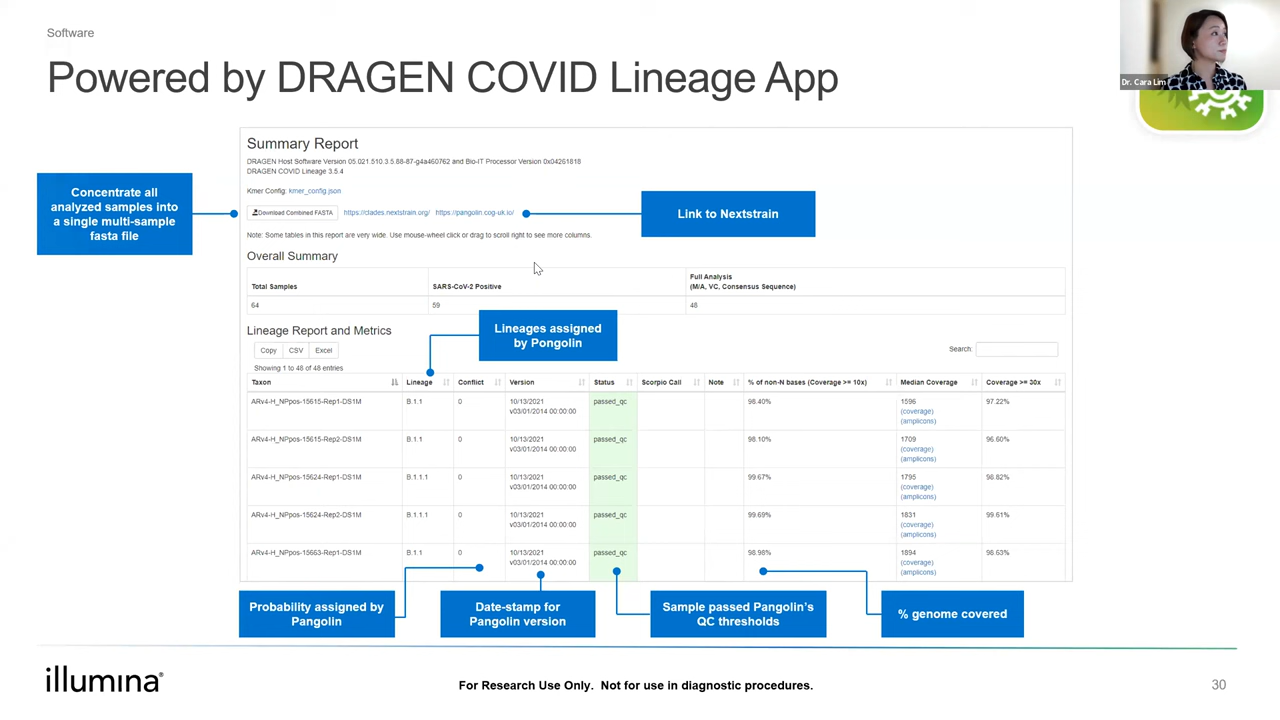 Software
Powered by DRAGEN COVID Lineage App
Dr. Cara Lim
Summary Report
DRAGEN Host Software Version 05.021.510.3.5.88-87-g4a460762 and Bio-IT Processor Version 0x04261818
DRAGEN COVID Lineage 3.5.4
Kmer Config: kmer_config.json
Download Combined FASTA https://clades.nextstrain.org/ https://pangolin.cog-uk.io/
Note: Some tables in this report are very wide. Use mouse-wheel click or drag to scroll right to see more columns.
Concentrate all
analyzed samples into
a single multi-sample
fasta file
Link to Nextstrain
Overall Summary
Total Samples SARS-CoV-2 Positive Full Analysis
(M/A, VC, Consensus Sequence)
64 59 48
Lineage Report and Metrics
Lineages assigned
by Pongolin
Copy CSV Excel
Search:
Showing 1 to 48 of 48 entries
Taxon Lineage Conflict Version Status Scorpio Call Note % of non-N bases (Coverage >= 10x) Median Coverage Coverage >= 30x
ARv4-H_NPpos-15615-Rep1-DS1M B.1.1 0 10/13/2021 passed_qc 98.40% 1596 97.22%
v03/01/2014 00:00:00 (coverage)
(amplicons)
ARv4-H_NPpos-15615-Rep2-DS1M B.1.1 0 10/13/2021 passed_qc 98.10% 1709 96.60%
v03/01/2014 00:00:00 (coverage)
(amplicons)
ARv4-H_NPpos-15624-Rep1-DS1M B.1.1.1 0 10/13/2021 passed_qc 99.67% 1795 98.82%
v03/01/2014 00:00:00 (coverage)
(amplicons)
ARv4-H_NPpos-15624-Rep2-DS1M B.1.1.1 0 10/13/2021 passed_qc 99.69% 1831 99.61%
v03/01/2014 00:00:00 (coverage)
(amplicons)
ARv4-H_NPpos-15663-Rep1-DS1M B.1.1 0 10/13/2021 passed_qc 98.98% 1894 98.63%
v03/01/2014 00:00:00 (coverage)
(amplicons)
Probability assigned by
Pangolin
Date-stamp for
Pangolin version
Sample passed Pangolin's
QC thresholds
% genome covered
illumina®
For Research Use Only. Not for use in diagnostic procedures.
30